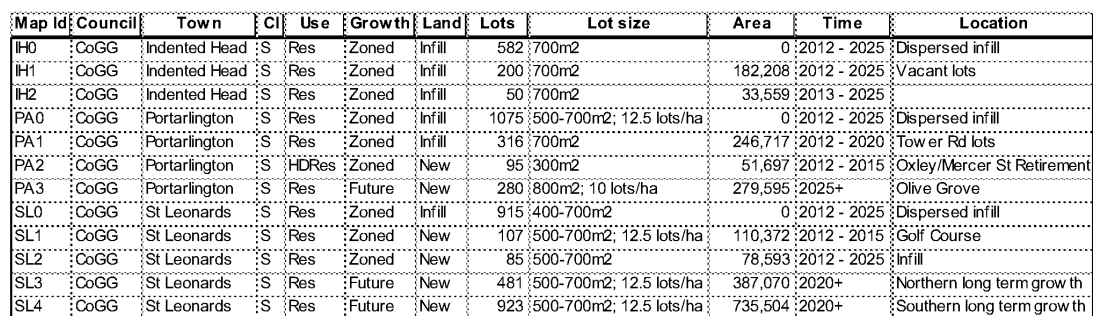 Map Id Council Town Cl Use Growth Land Lots Lot size Area Time Location
IH0 CoGG Indented Head S Res Zoned Infill 582 700m2 0 2012 - 2025 Dispersed infill
IH1 CoGG Indented Head S Res Zoned Infill 200 700m2 182,208 2012 - 2025 Vacant lots
IH2 CoGG Indented Head S Res Zoned Infill 50 700m2 33,559 2013 - 2025
PA0 CoGG Portarlington S Res Zoned Infill 1075 500-700m2; 12.5 lots/ha 0 2012 - 2025 Dispersed infill
PA1 CoGG Portarlington S Res Zoned Infill 316 700m2 246,717 2012 - 2020 Tower Rd lots
PA2 CoGG Portarlington S HDRes Zoned New 95 300m2 51,697 2012 - 2015 Oxley/Mercer St Retirement
PA3 CoGG Portarlington S Res Future New 280 800m2; 10 lots/ha 279,595 2025+ Olive Grove
SL0 CoGG St Leonards S Res Zoned Infill 915 400-700m2 0 2012 - 2025 Dispersed infill
SL1 CoGG St Leonards S Res Zoned New 107 500-700m2; 12.5 lots/ha 110,372 2012 - 2015 Golf Course
SL2 CoGG St Leonards S Res Zoned New 85 500-700m2 78,593 2012 - 2025 Infill
SL3 CoGG St Leonards S Res Future New 481 500-700m2; 12.5 lots/ha 387,070 2020+ Northern long term growth
SL4 CoGG St Leonards S Res Future New 923 500-700m2; 12.5 lots/ha 735,504 2020+ Southern long term growth